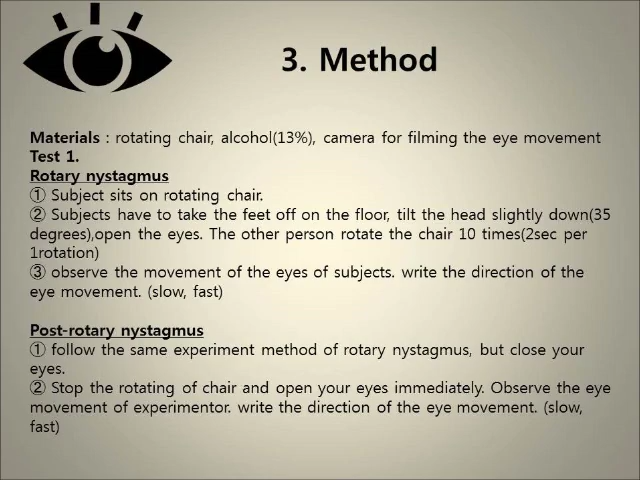 3. Method
Materials : rotating chair, alcohol(13%), camera for filming the eye movement
Test 1.
Rotary nystagmus
① Subject sits on rotating chair.
② Subjects have to take the feet off on the floor, tilt the head slightly down(35
degrees),open the eyes. The other person rotate the chair 10 times(2sec per
1rotation)
③ observe the movement of the eyes of subjects. write the direction of the
eye movement. (slow, fast)
Post-rotary nystagmus
① follow the same experiment method of rotary nystagmus, but close your
eyes.
② Stop the rotating of chair and open your eyes immediately. Observe the eye
movement of experimentor. write the direction of the eye movement. (slow,
fast)